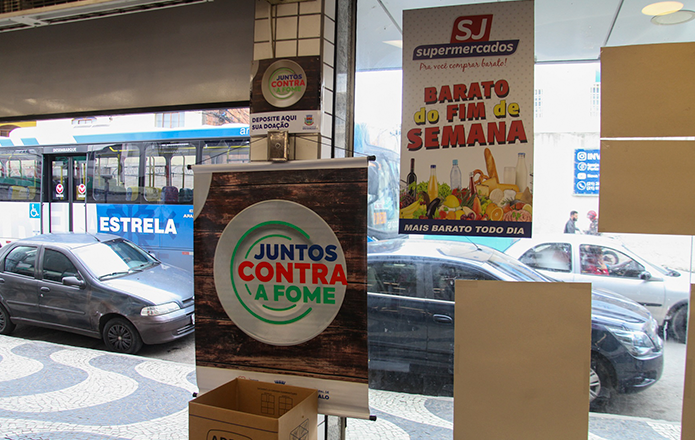 SJ
supermercados
Pra você comprar barato!
BARATO
do FIM de
SEMANA
MAIS BARATO TODO DIA
JUNTOS
CONTRA
A FOME
DEPOSITE AQUI
SUA DOAÇÃO
JUNTOS
CONTRA
A FOME
ESTRELA